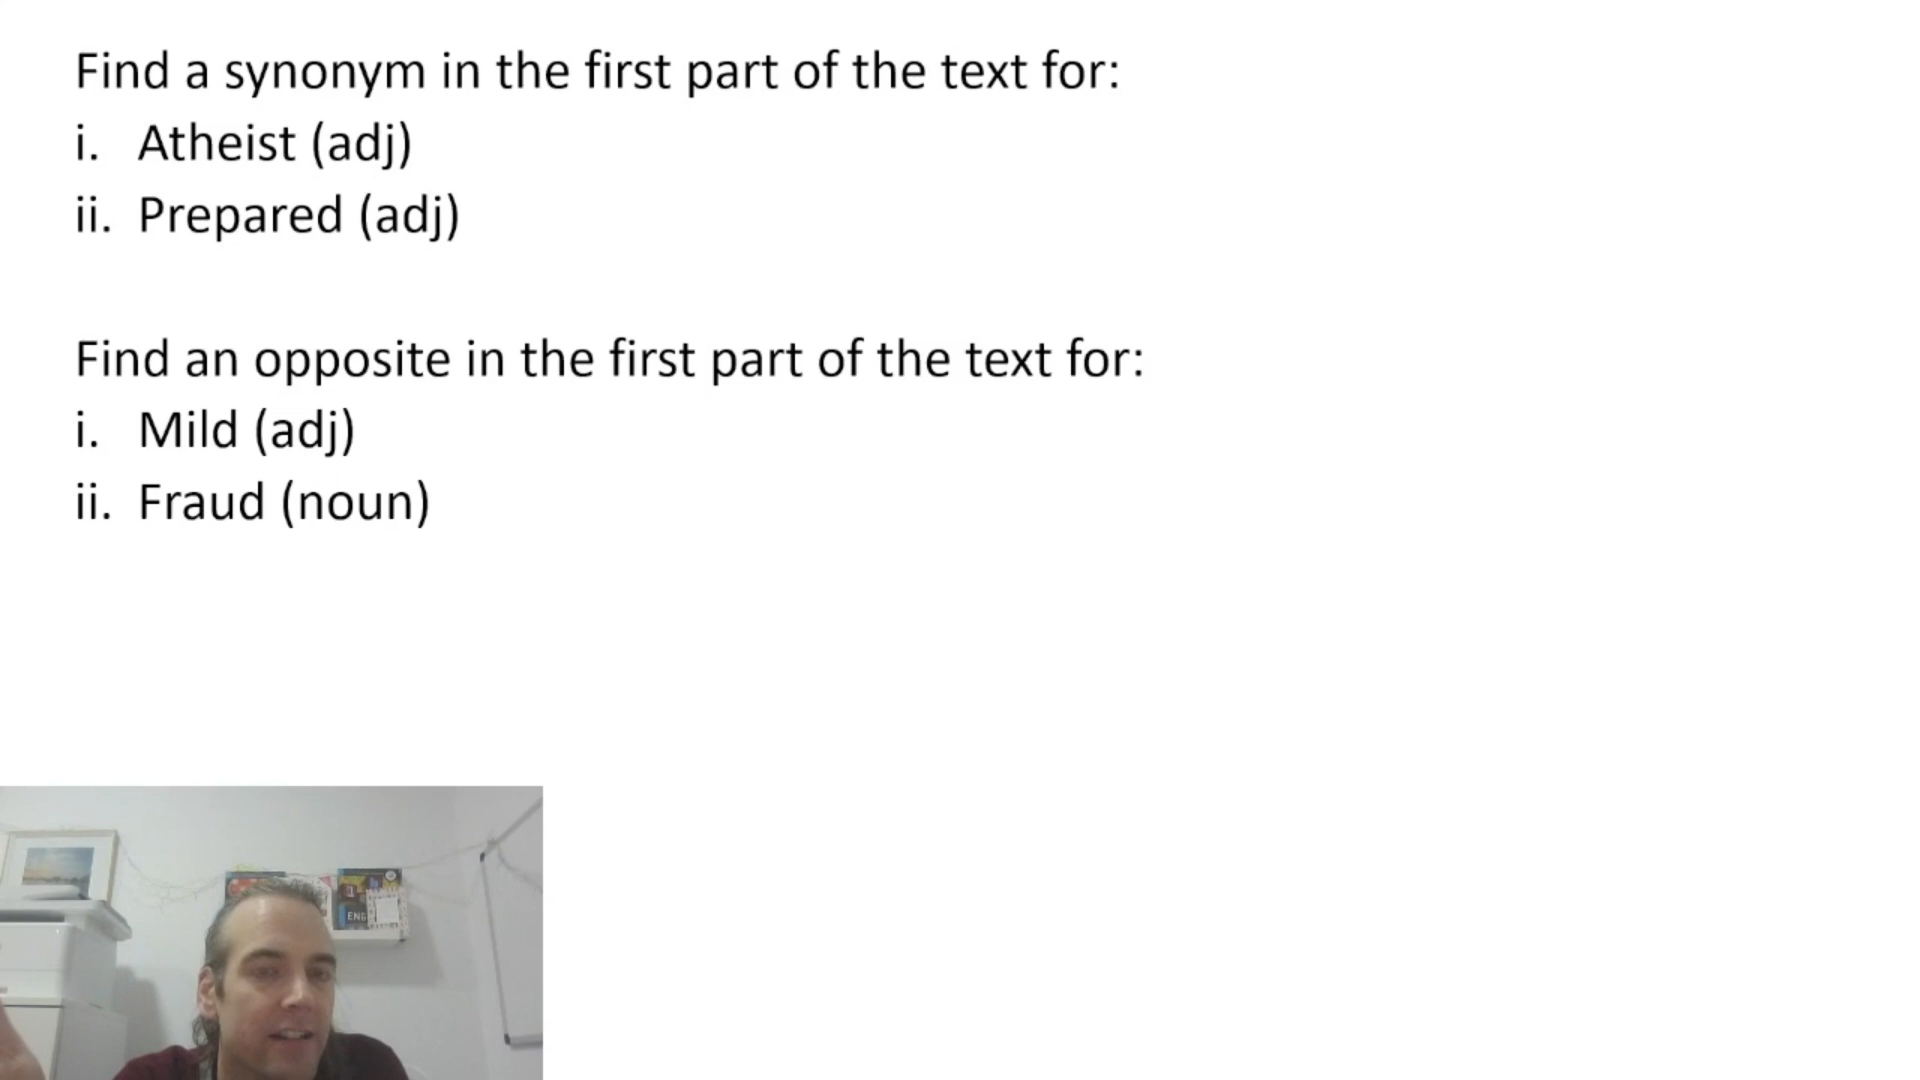 Find a synonym in the first part of the text for:
i. Atheist (adj)
ii. Prepared (adj)
Find an opposite in the first part of the text for:
i. Mild (adj)
ii. Fraud (noun)
ENG